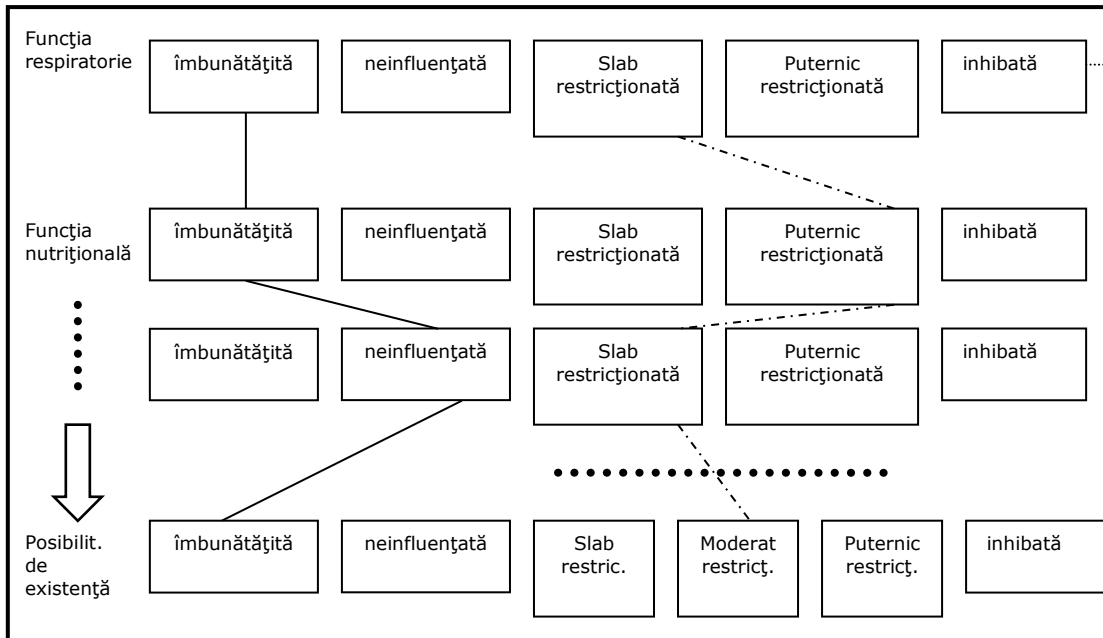 Funcţia
respiratorie
îmbunătăţită
neinfluenţată
Slab
restricţionată
Puternic
restricţionată
inhibată
Funcţia
nutriţională
îmbunătăţită
neinfluenţată
Slab
restricţionată
Puternic
restricţionată
inhibată
îmbunătăţită
neinfluenţată
Slab
restricţionată
Puternic
restricţionată
inhibată
Posibilit.
de
existenţă
îmbunătăţită
neinfluenţată
Slab
restric.
Moderat
restricţ.
Puternic
restricţ.
inhibată